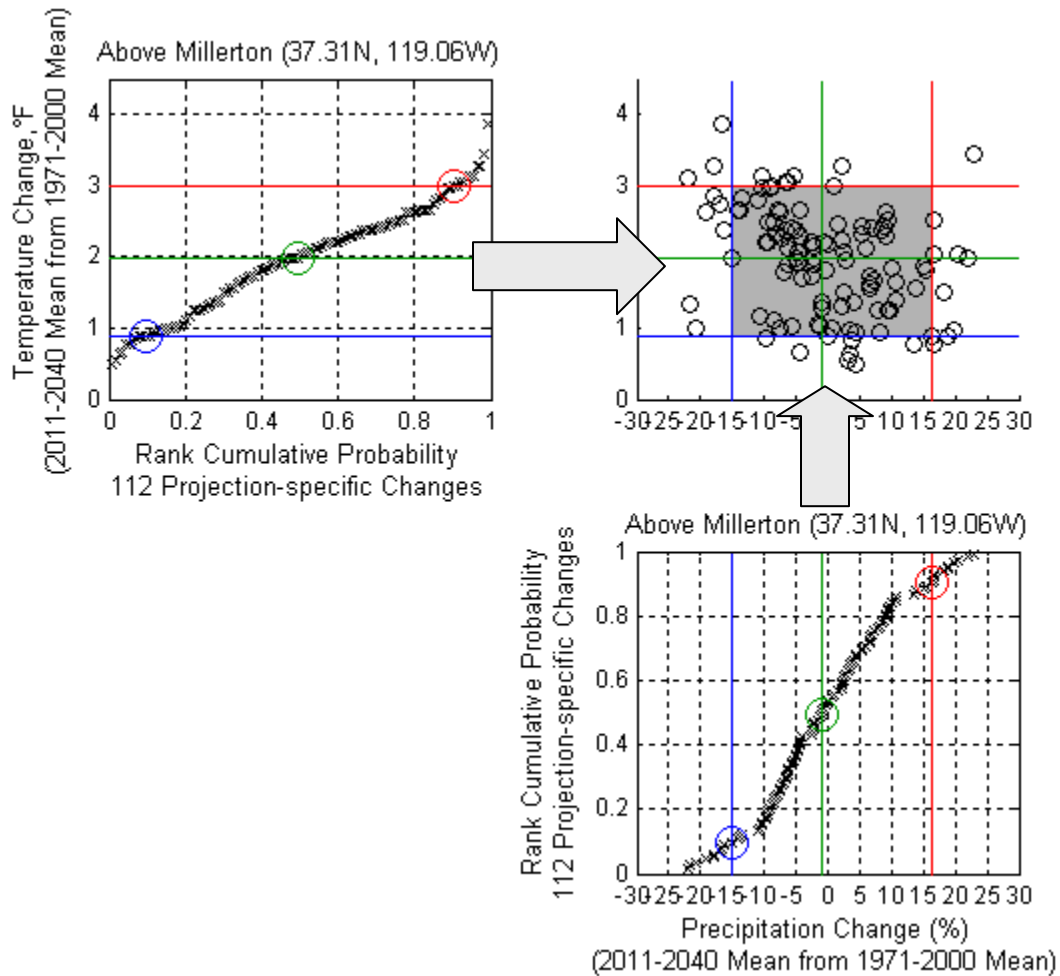 Above Millerton (37.31N, 119.06W)
Temperature Change,°F
(2011-2040 Mean from 1971-2000 Mean)
4
3
2
1
0
0 0.2 0.4 0.6 0.8 1
Rank Cumulative Probability
112 Projection-specific Changes
4
3
2
1
0
-30 -25 -20 -15 -10 -5 0 5 10 15 20 25 30
Above Millerton (37.31N, 119.06W)
Rank Cumulative Probability
112 Projection-specific Changes
1
0.8
0.6
0.4
0.2
0
-30 -25 -20 -15 -10 -5 0 5 10 15 20 25 30
Precipitation Change (%)
(2011-2040 Mean from 1971-2000 Mean)